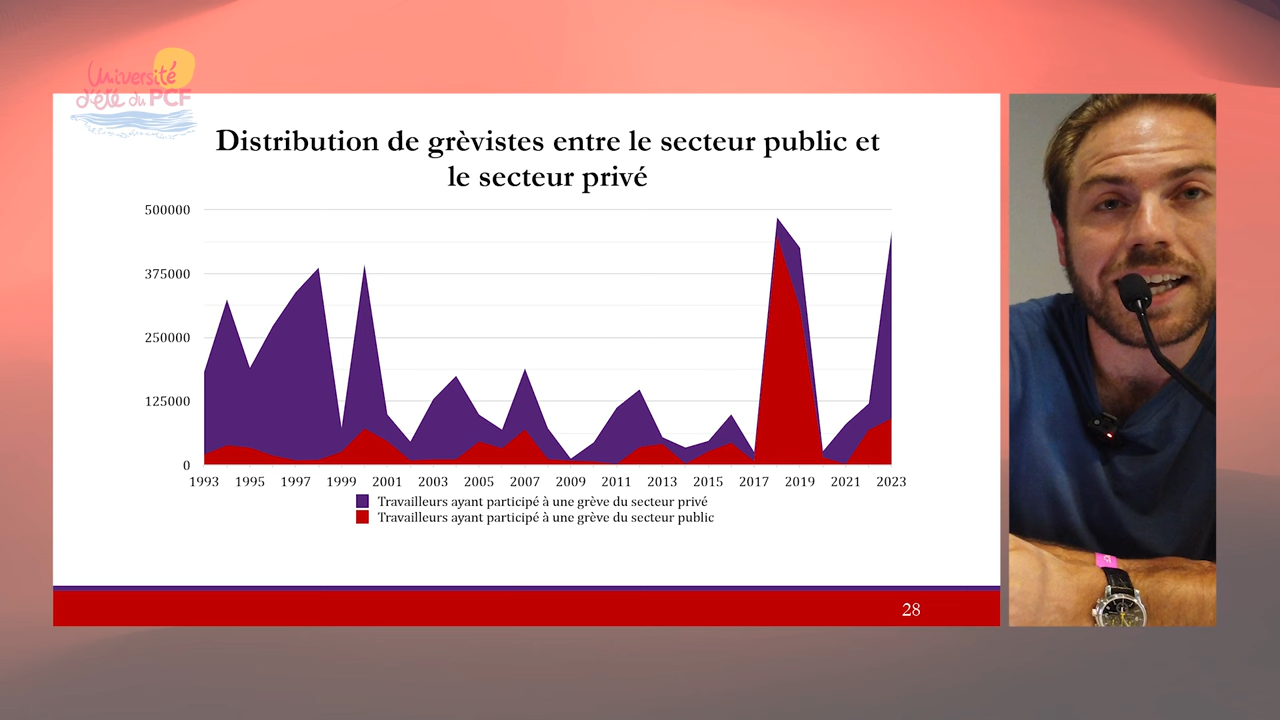 Université
d'été du PCF
Distribution de grèvistes entre le secteur public et
le secteur privé
500000
375000
250000
125000
0
1993 1995 1997 1999 2001 2003 2005 2007 2009 2011 2013 2015 2017 2019 2021 2023
Travailleurs ayant participé à une grève du secteur privé
Travailleurs ayant participé à une grève du secteur public
28